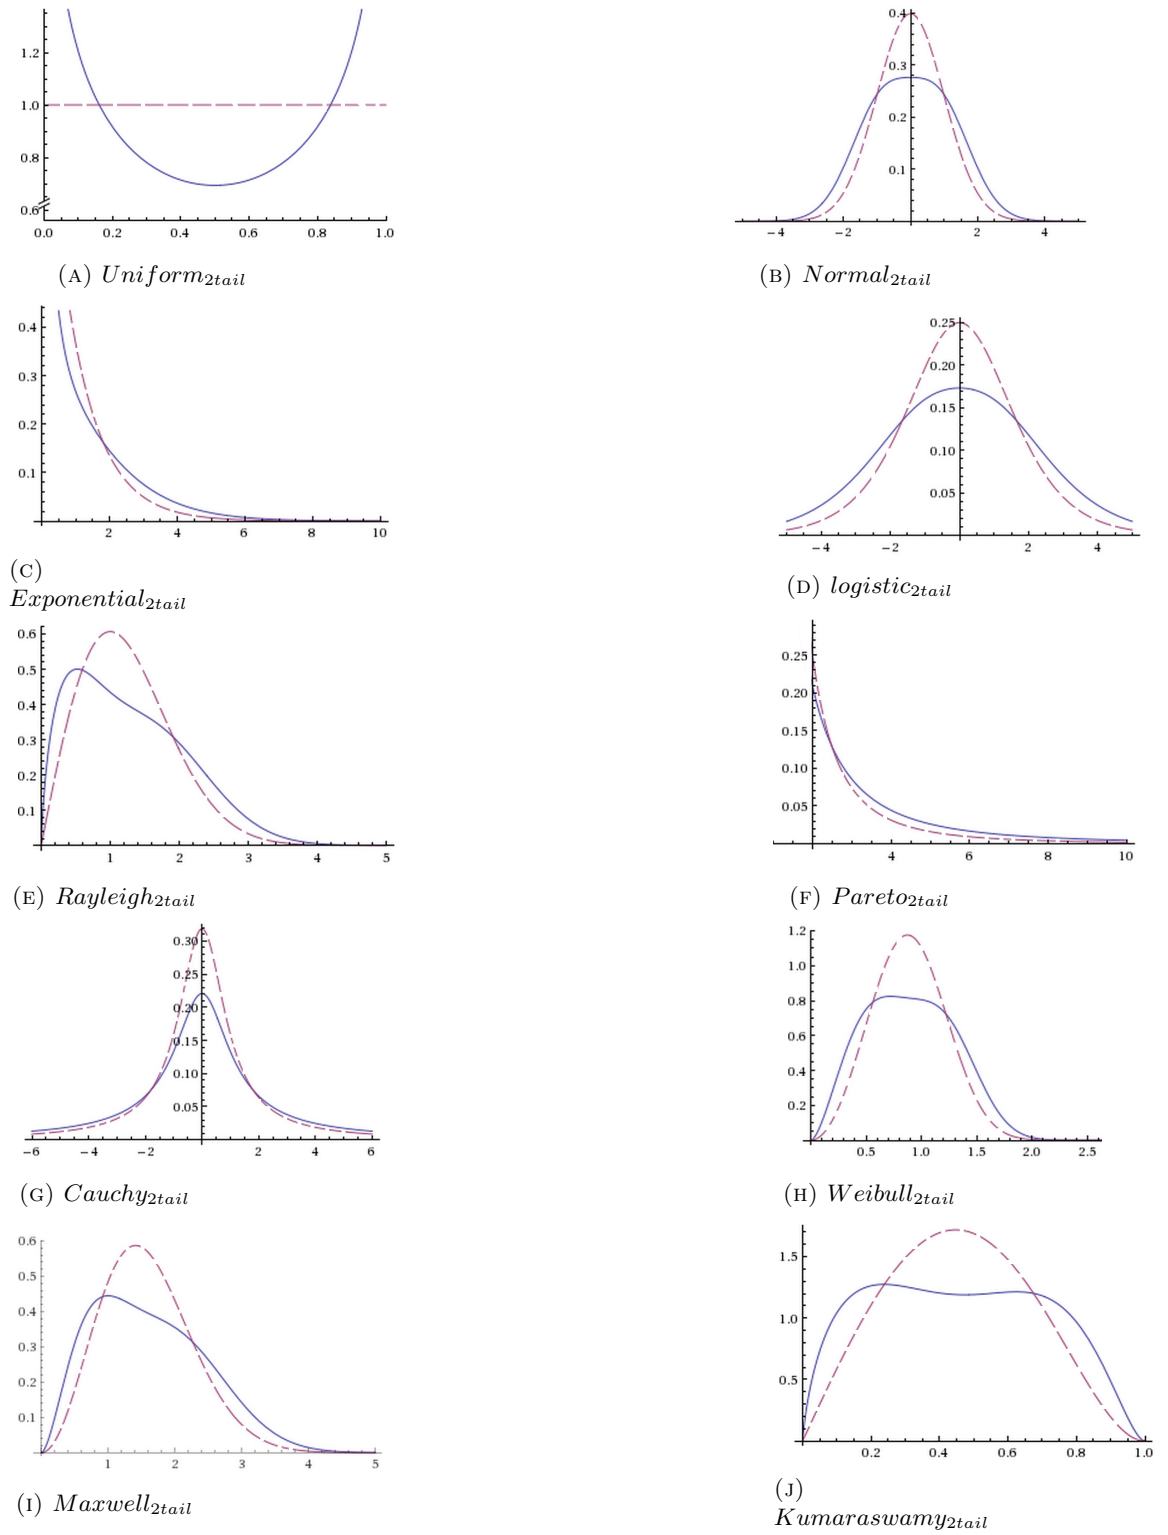 1.2
1.0
0.8
0.6
0.0 0.2 0.4 0.6 0.8 1.0
(A) Uniform2tail
0.4
0.3
0.2
0.1
−4 −2 2 4
(B) Normal2tail
0.4
0.3
0.2
0.1
2 4 6 8 10
(C)
Exponential2tail
0.25
0.20
0.15
0.10
0.05
−4 −2 2 4
(D) logistic2tail
0.6
0.5
0.4
0.3
0.2
0.1
1 2 3 4 5
(E) Rayleigh2tail
0.25
0.20
0.15
0.10
0.05
4 6 8 10
(F) Pareto2tail
0.30
0.25
0.20
0.15
0.10
0.05
−6 −4 −2 2 4 6
(G) Cauchy2tail
1.2
1.0
0.8
0.6
0.4
0.2
0.5 1.0 1.5 2.0 2.5
(H) Weibull2tail
0.6
0.5
0.4
0.3
0.2
0.1
1 2 3 4 5
(I) Maxwell2tail
1.5
1.0
0.5
0.2 0.4 0.6 0.8 1.0
(J)
Kumaraswamy2tail